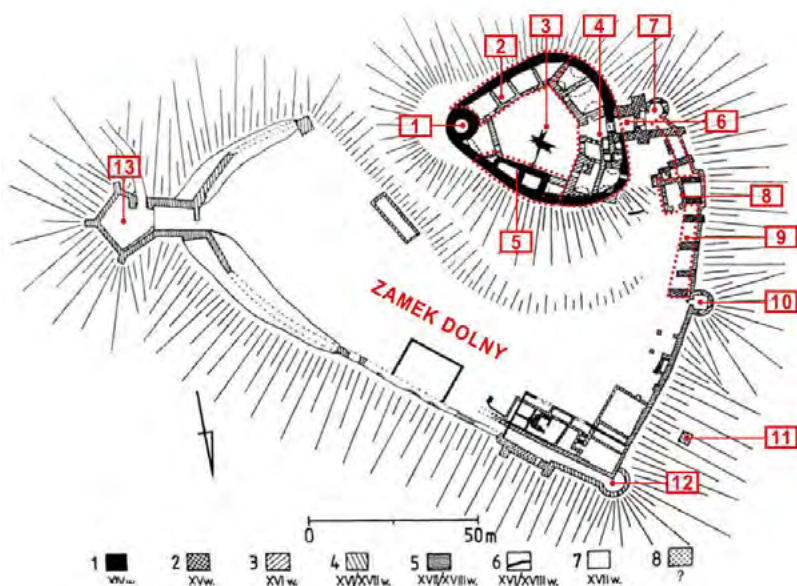 2 3 4 7
1
6
13
8
5
9
ZAMEK DOLNY
10
11
12
0 50 m
1 2 3 4 5 6 7 8
XIV w. XV w. XVI w. XVI/XVII w. XVII/XVIII w. XVI/XVIII w. XVII w. ?